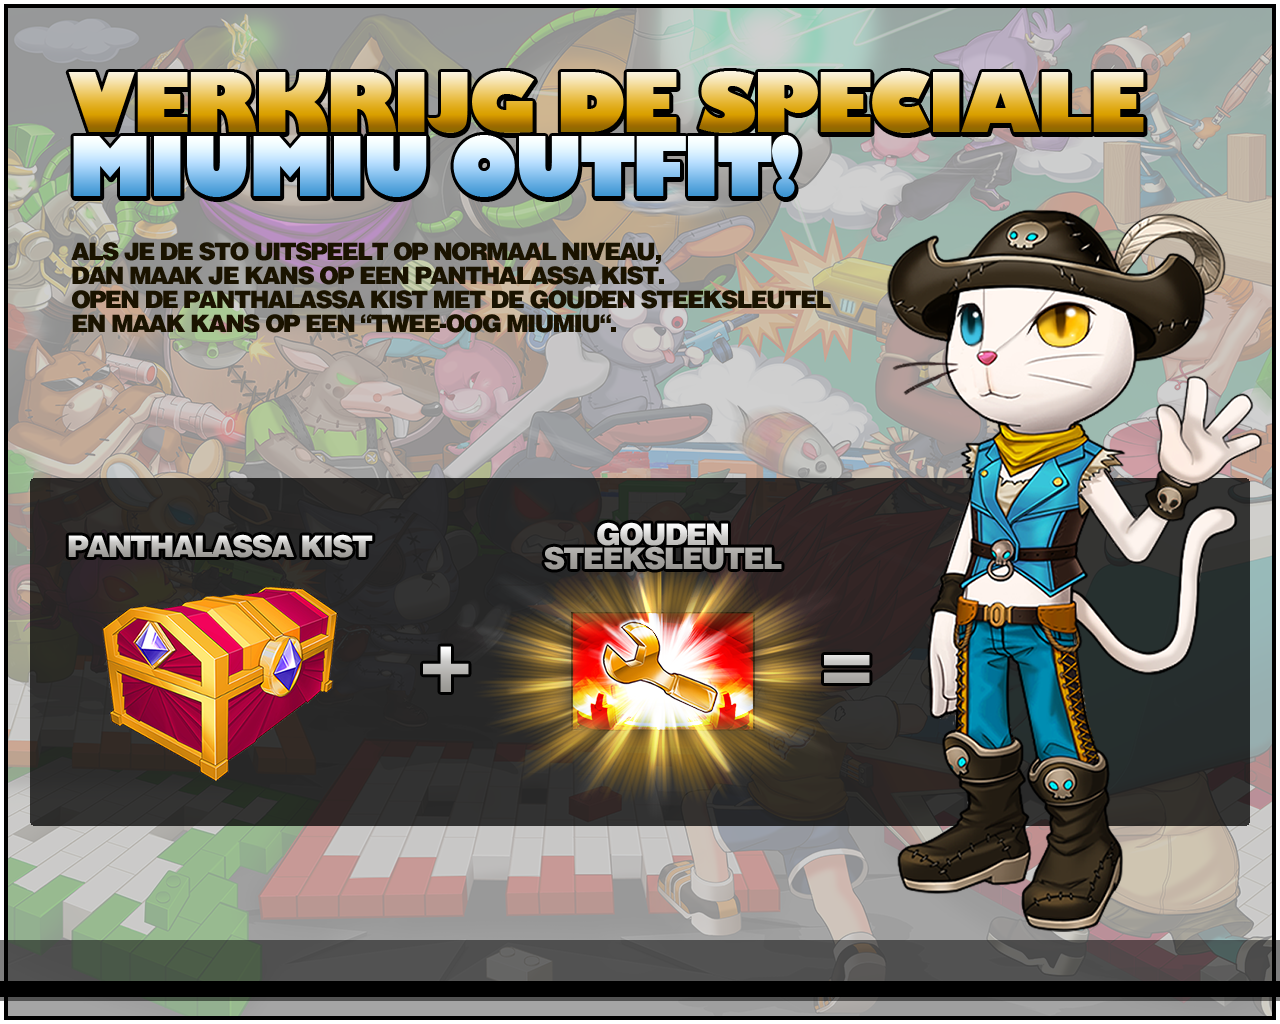 VERKRIJG DE SPECIALE
MIUMIU OUTFIT!
ALS JE DE STO UITSPEELT OP NORMAAL NIVEAU,
DAN MAAK JE KANS OP EEN PANTHALASSA KIST.
OPEN DE PANTHALASSA KIST MET DE GOUDEN STEEKSLEUTEL
EN MAAK KANS OP EEN “TWEE-OOG MIUMIU“.
PANTHALASSA KIST
GOUDEN
STEEKSLEUTEL
+
=